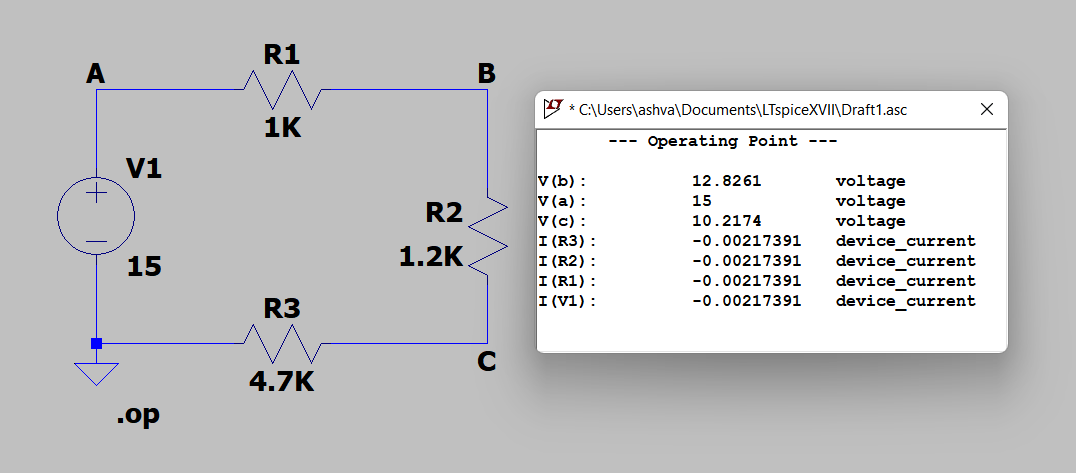 R1
A
B
1K
V1
R2
1.2K
15
R3
4.7K
C
.op
* C:\Users\ashva\Documents\LTspiceXVII\Draft1.asc
--- Operating Point ---
V(b): 12.8261 voltage
V(a): 15 voltage
V(c): 10.2174 voltage
I(R3): -0.00217391 device_current
I(R2): -0.00217391 device_current
I(R1): -0.00217391 device_current
I(V1): -0.00217391 device_current